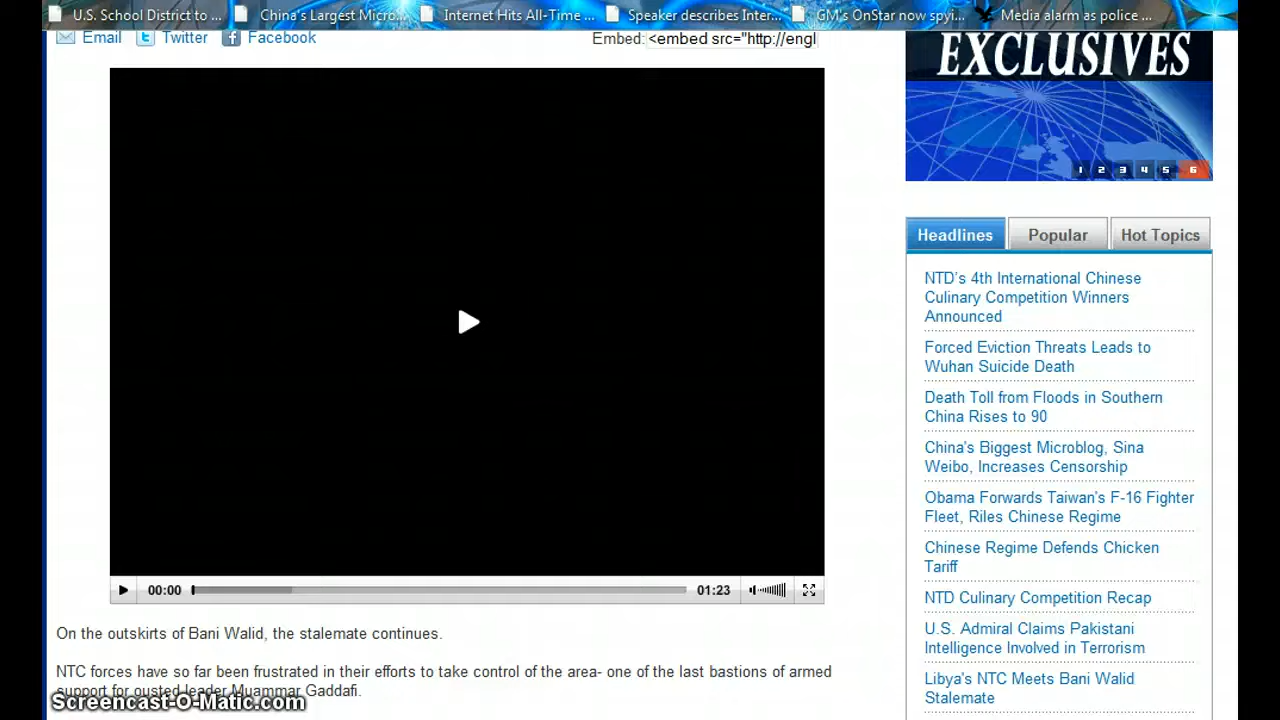 U.S. School District to ...
China's Largest Micro...
Internet Hits All-Time ...
Speaker describes Inter...
GM's OnStar now spyi...
Media alarm as police ...
Email
Twitter
Facebook
Embed: <embed src="http://engl
EXCLUSIVES
1 2 3 4 5 6
Headlines
Popular
Hot Topics
NTD's 4th International Chinese
Culinary Competition Winners
Announced
Forced Eviction Threats Leads to
Wuhan Suicide Death
Death Toll from Floods in Southern
China Rises to 90
China's Biggest Microblog, Sina
Weibo, Increases Censorship
Obama Forwards Taiwan's F-16 Fighter
Fleet, Riles Chinese Regime
Chinese Regime Defends Chicken
Tariff
NTD Culinary Competition Recap
U.S. Admiral Claims Pakistani
Intelligence Involved in Terrorism
Libya's NTC Meets Bani Walid
Stalemate
00:00
01:23
On the outskirts of Bani Walid, the stalemate continues.
NTC forces have so far been frustrated in their efforts to take control of the area- one of the last bastions of armed
support for ousted leader Muammar Gaddafi.
Screencast-O-Matic.com